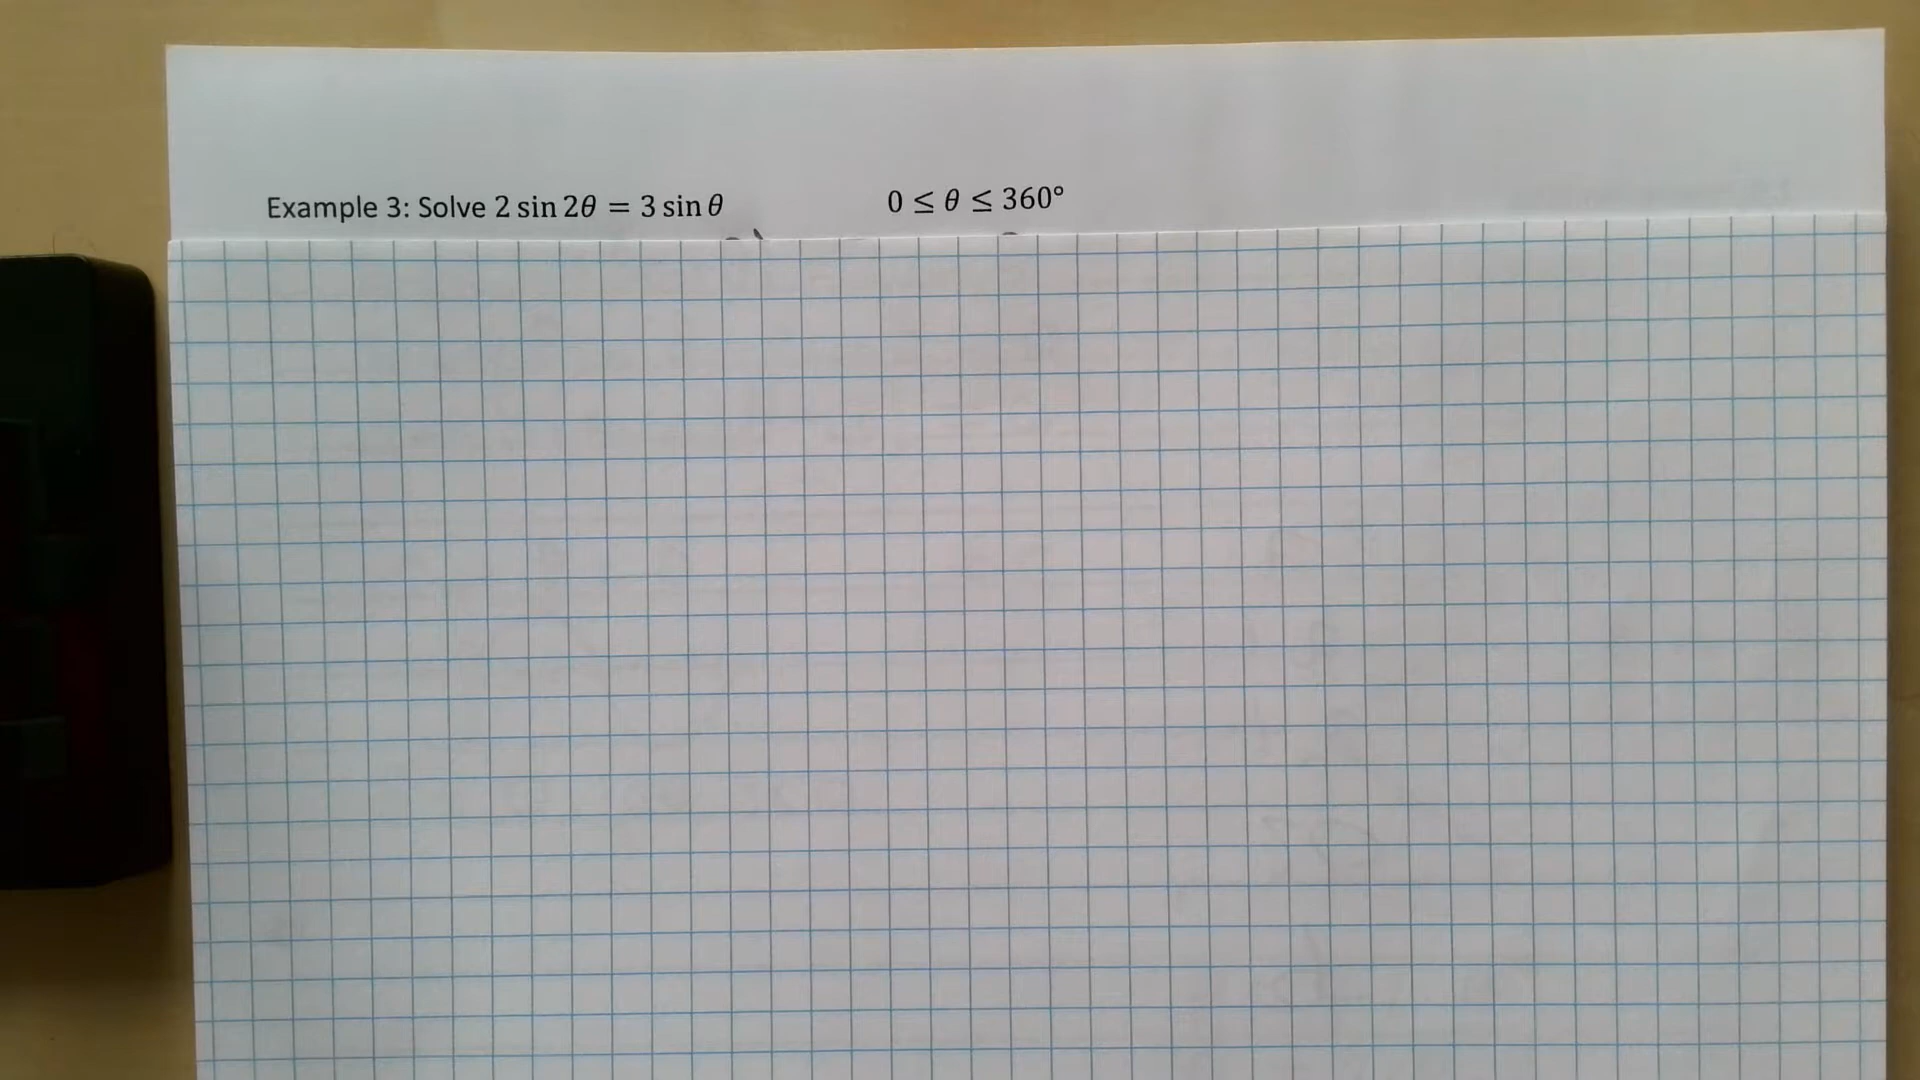 Example 3: Solve 2 sin 2θ = 3 sin θ 0 ≤ θ ≤ 360°